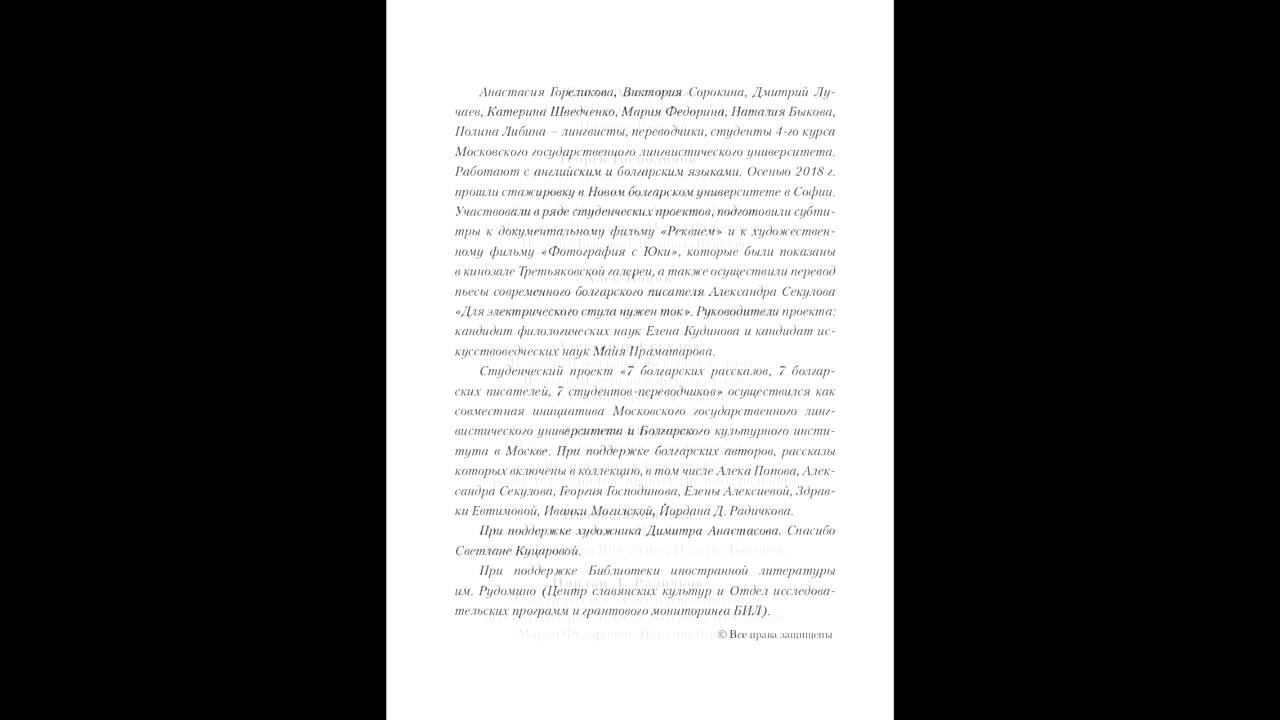 Анастасия Гореликова, Виктория Сорокина, Дмитрий Лу-
чаев, Катерина Шведченко, Мария Федорина, Наталия Быкова,
Полина Либина – лингвисты, переводчики, студенты 4-го курса
Московского государственного лингвистического университета.
Работают с английским и болгарским языками. Осенью 2018 г.
прошли стажировку в Новом болгарском университете в Софии.
Участвовали в ряде студенческих проектов, подготовили субти-
тры к документальному фильму «Реквием» и к художествен-
ному фильму «Фотография с Юки», которые были показаны
в кинозале Третьяковской галереи, а также осуществили перевод
пьесы современного болгарского писателя Александра Секулова
«Для электрического стула нужен ток». Руководители проекта:
кандидат филологических наук Елена Кудинова и кандидат ис-
кусствоведческих наук Майя Праматарова.
Студенческий проект «7 болгарских рассказов, 7 болгар-
ских писателей, 7 студентов-переводчиков» осуществился как
совместная инициатива Московского государственного линг-
вистического университета и Болгарского культурного инсти-
тута в Москве. При поддержке болгарских авторов, рассказы
которых включены в коллекцию, в том числе Алека Попова, Алек-
сандра Секулова, Георгия Господинова, Елены Алексиевой, Здрав-
ки Евтимовой, Иванки Могилской, Йордана Д. Радичкова.
При поддержке художника Димитра Анастасова. Спасибо
Светлане Куцаровой.
При поддержке Библиотеки иностранной литературы
им. Рудомино (Центр славянских культур и Отдел исследова-
тельских программ и грантового мониторинга БИЛ).
© Все права защищены